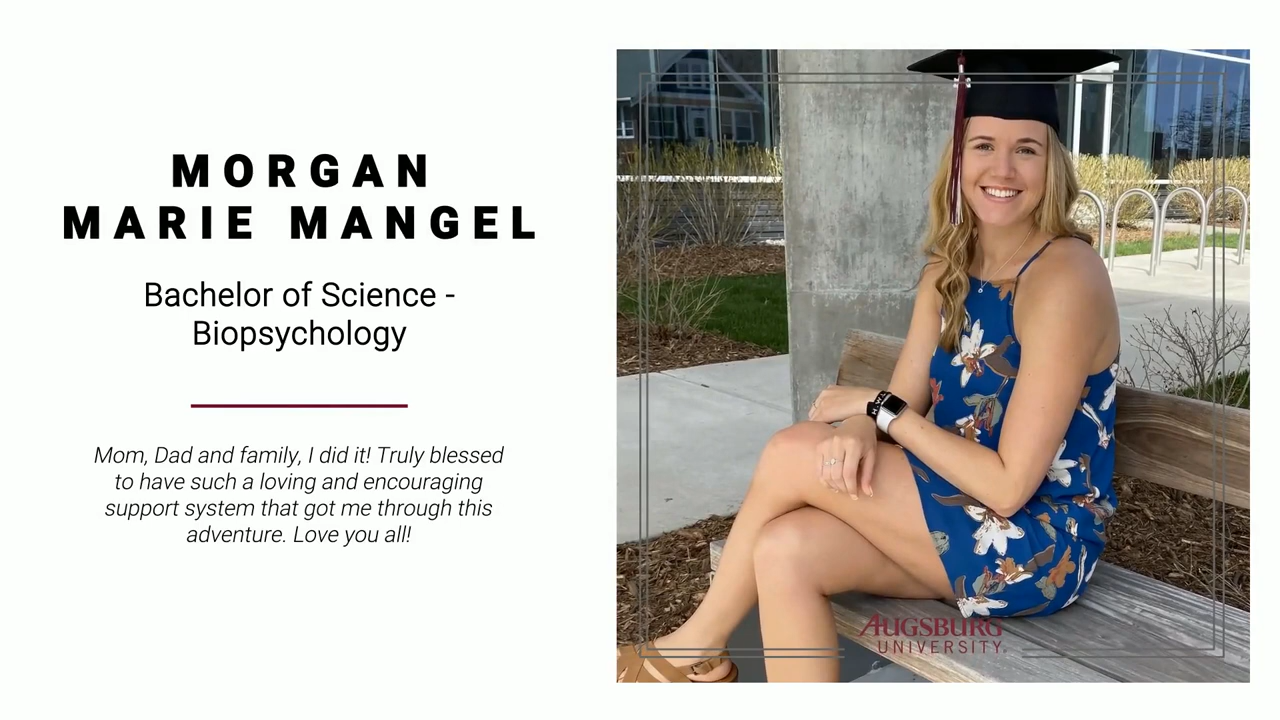 MORGAN
MARIE MANGEL
Bachelor of Science -
Biopsychology
Mom, Dad and family, I did it! Truly blessed
to have such a loving and encouraging
support system that got me through this
adventure. Love you all!
AUGSBURG
UNIVERSITY.